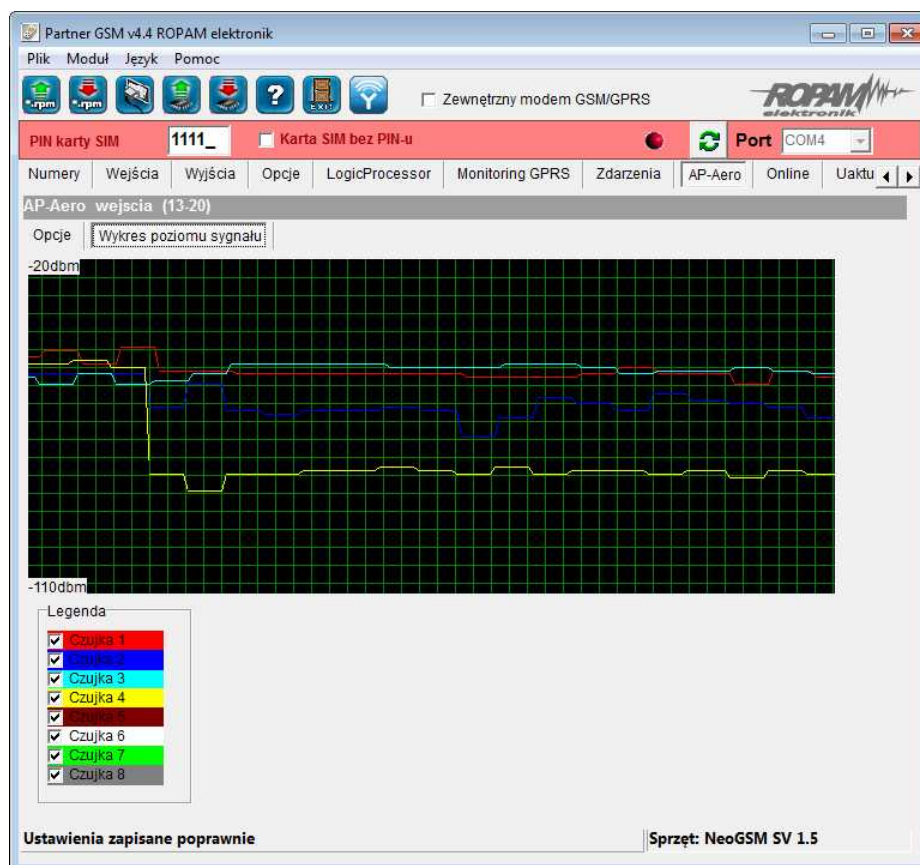 Partner GSM v4.4 ROPAM elektronik
Plik Moduł Język Pomoc
*.rpm *.rpm ? EXIT Zewnętrzny modem GSM/GPRS ROPAM elektronik
PIN karty SIM 1111_ Karta SIM bez PIN-u Port COM4
Numery Wejścia Wyjścia Opcje LogicProcessor Monitoring GPRS Zdarzenia AP-Aero Online Uaktu
AP-Aero wejscia (13-20)
Opcje Wykres poziomu sygnału
-20dbm
-110dbm
Legenda
Czujka 1
Czujka 2
Czujka 3
Czujka 4
Czujka 5
Czujka 6
Czujka 7
Czujka 8
Ustawienia zapisane poprawnie Sprzęt: NeoGSM SV 1.5